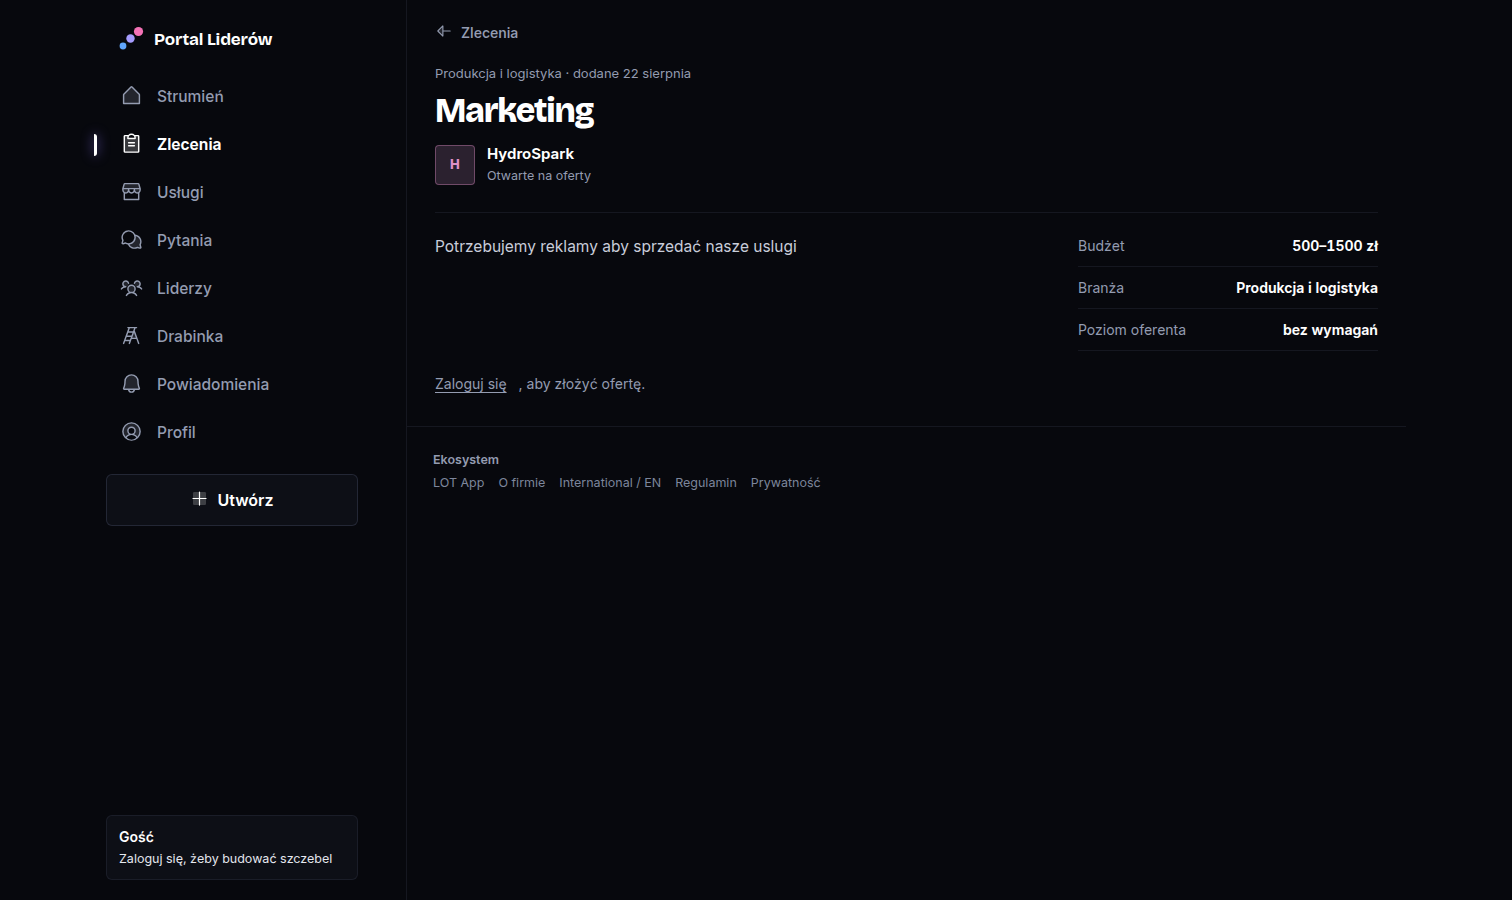 Portal Liderów
Strumień
Zlecenia
Usługi
Pytania
Liderzy
Drabinka
Powiadomienia
Profil
Utwórz
Gość
Zaloguj się, żeby budować szczebel
Zlecenia
Produkcja i logistyka · dodane 22 sierpnia
Marketing
H
HydroSpark
Otwarte na oferty
Potrzebujemy reklamy aby sprzedać nasze uslugi
Budżet 500–1500 zł
Branża Produkcja i logistyka
Poziom oferenta bez wymagań
Zaloguj się , aby złożyć ofertę.
Ekosystem
LOT App O firmie International / EN Regulamin Prywatność